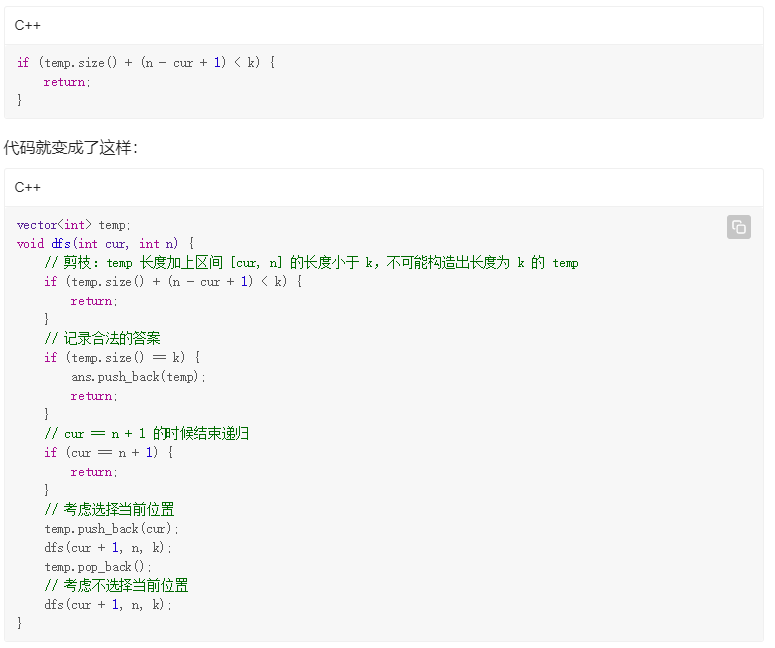 C++
if (temp.size() + (n - cur + 1) < k) {
    return;
}
代码就变成了这样：
C++
vector<int> temp;
void dfs(int cur, int n) {
    // 剪枝：temp 长度加上区间 [cur, n] 的长度小于 k，不可能构造出长度为 k 的 temp
    if (temp.size() + (n - cur + 1) < k) {
        return;
    }
    // 记录合法的答案
    if (temp.size() == k) {
        ans.push_back(temp);
        return;
    }
    // cur == n + 1 的时候结束递归
    if (cur == n + 1) {
        return;
    }
    // 考虑选择当前位置
    temp.push_back(cur);
    dfs(cur + 1, n, k);
    temp.pop_back();
    // 考虑不选择当前位置
    dfs(cur + 1, n, k);
}